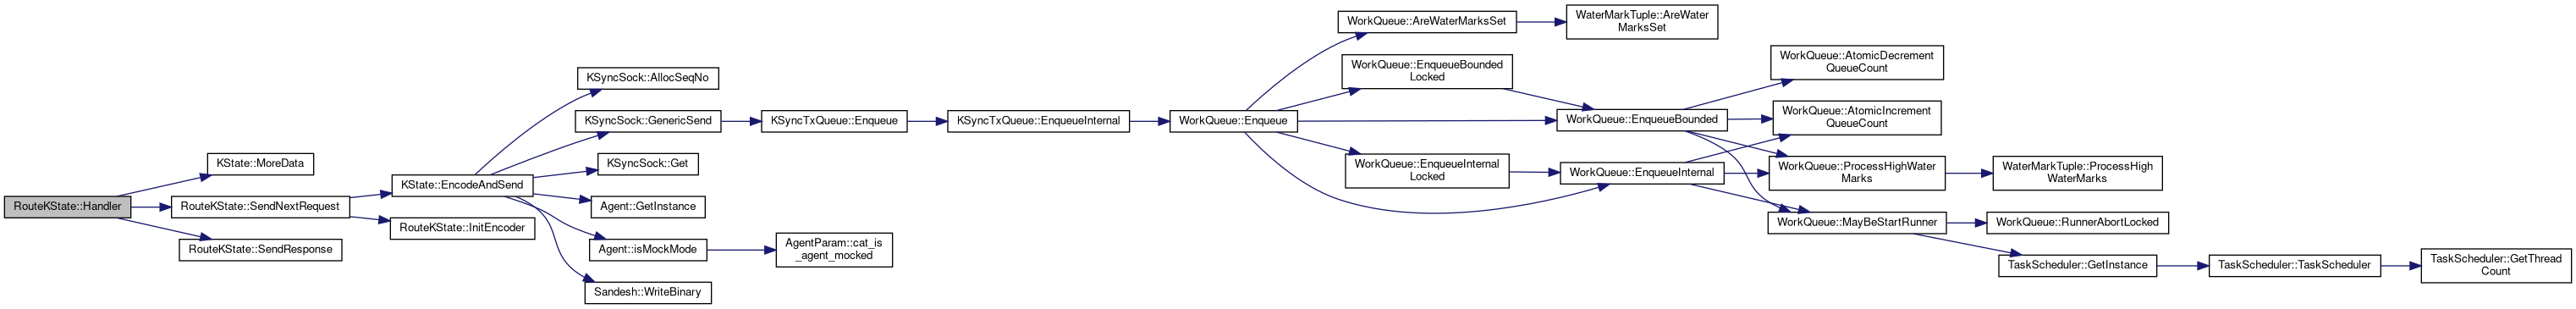 RouteKState::Handler
KState::MoreData
RouteKState::SendNextRequest
RouteKState::SendResponse
KState::EncodeAndSend
RouteKState::InitEncoder
KSyncSock::AllocSeqNo
KSyncSock::GenericSend
KSyncSock::Get
Agent::GetInstance
Agent::isMockMode
Sandesh::WriteBinary
KSyncTxQueue::Enqueue
AgentParam::cat_is
_agent_mocked
KSyncTxQueue::EnqueueInternal
WorkQueue::Enqueue
WorkQueue::AreWaterMarksSet
WorkQueue::EnqueueBounded
Locked
WorkQueue::EnqueueInternal
Locked
WaterMarkTuple::AreWater
MarksSet
WorkQueue::EnqueueBounded
WorkQueue::EnqueueInternal
WorkQueue::AtomicDecrement
QueueCount
WorkQueue::AtomicIncrement
QueueCount
WorkQueue::ProcessHighWater
Marks
WorkQueue::MayBeStartRunner
WaterMarkTuple::ProcessHigh
WaterMarks
WorkQueue::RunnerAbortLocked
TaskScheduler::GetInstance
TaskScheduler::TaskScheduler
TaskScheduler::GetThread
Count